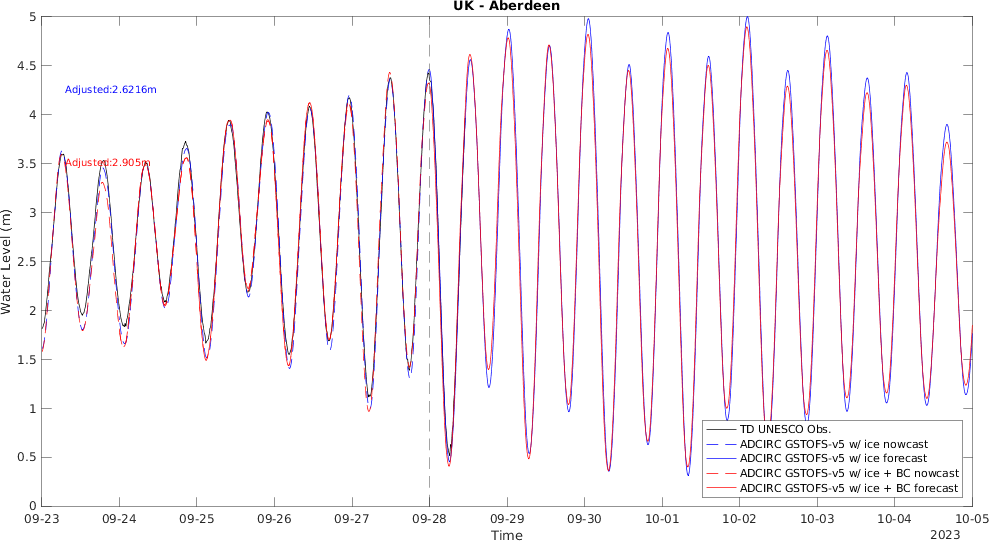 UK - Aberdeen
5
4.5
4
3.5
3
2.5
2
1.5
1
0.5
0
Water Level (m)
Adjusted:2.6216m
Adjusted:2.905m
TD UNESCO Obs.
ADCIRC GSTOFS-v5 w/ ice nowcast
ADCIRC GSTOFS-v5 w/ ice forecast
ADCIRC GSTOFS-v5 w/ ice + BC nowcast
ADCIRC GSTOFS-v5 w/ ice + BC forecast
09-23 09-24 09-25 09-26 09-27 09-28 09-29 09-30 10-01 10-02 10-03 10-04 10-05
Time
2023